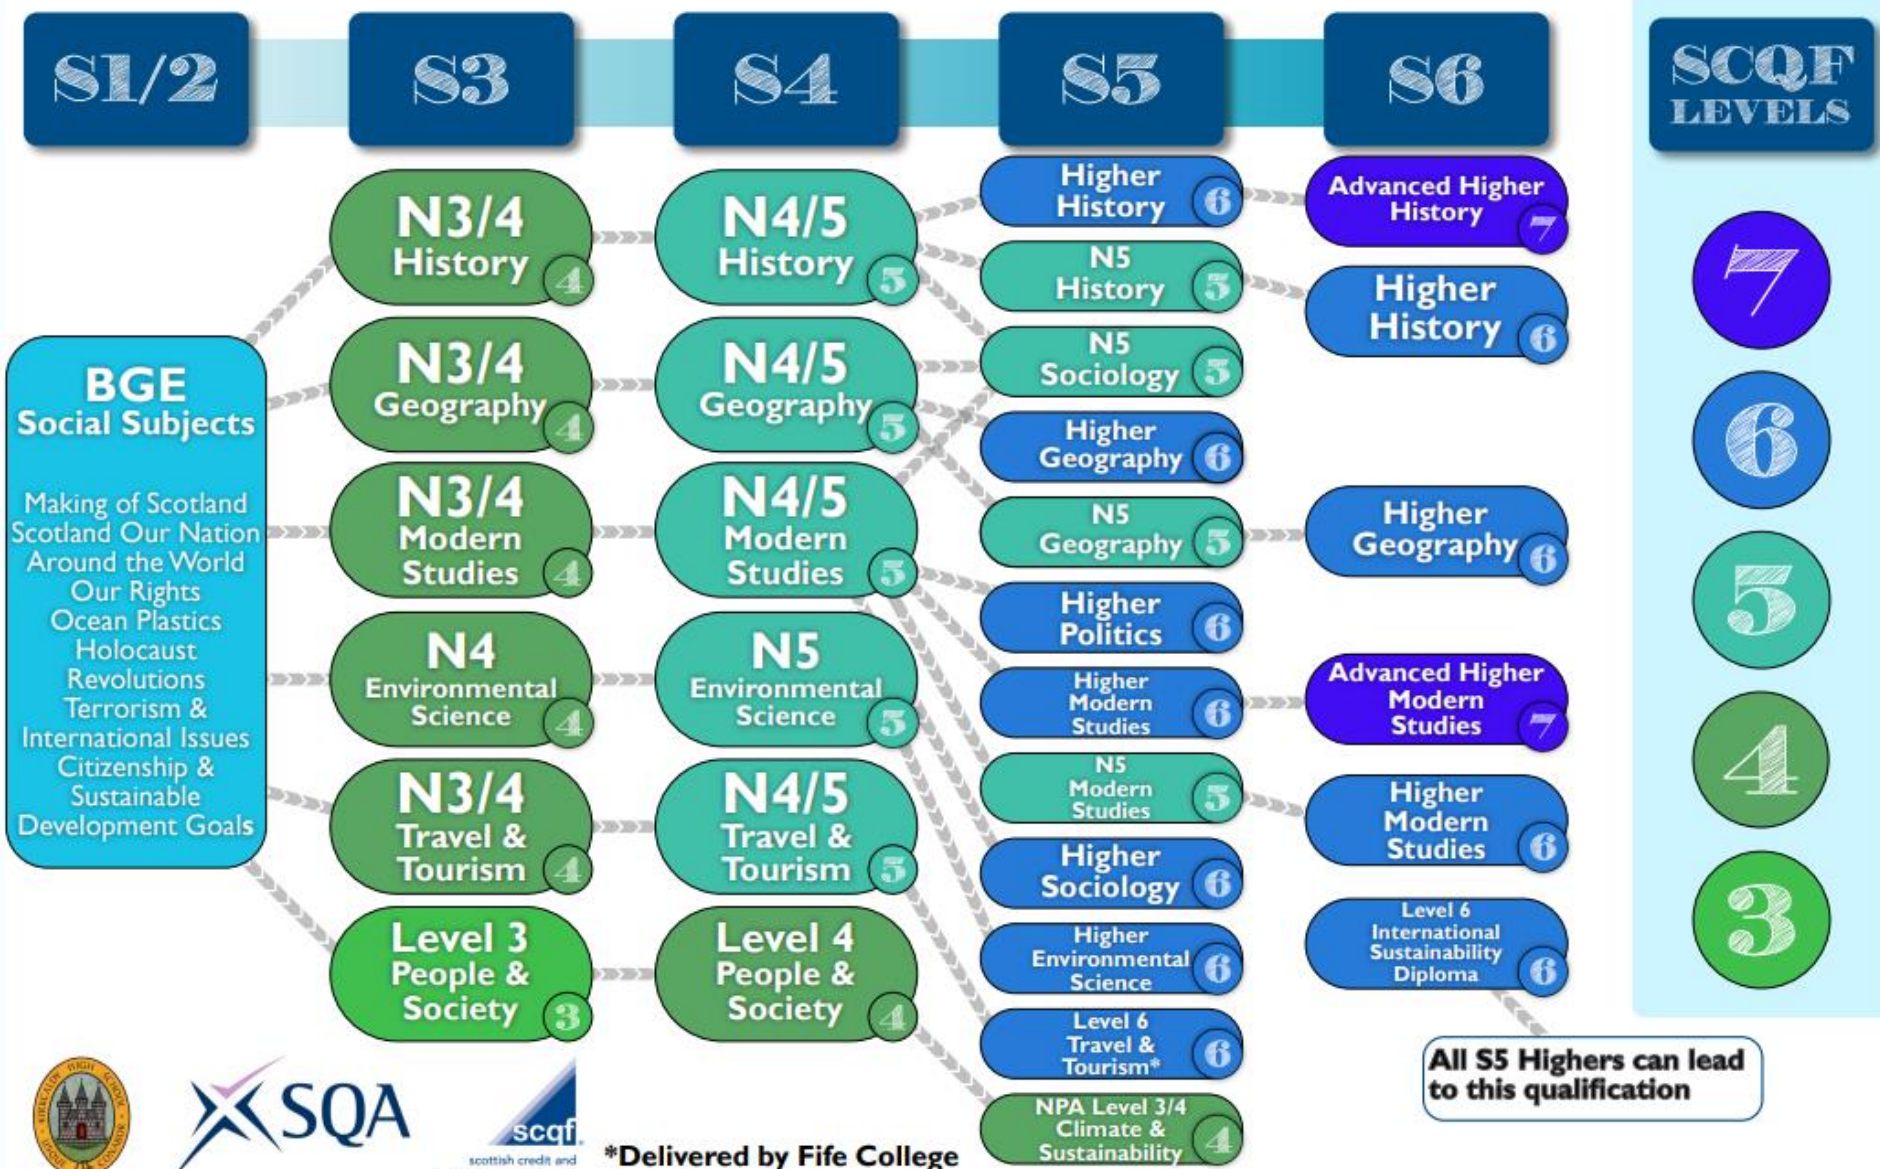 S1/2
S3
S4
S5
S6
SCQF
LEVELS
BGE
Social Subjects
Making of Scotland
Scotland Our Nation
Around the World
Our Rights
Ocean Plastics
Holocaust
Revolutions
Terrorism &
International Issues
Citizenship &
Sustainable
Development Goals
N3/4
History
4
N3/4
Geography
4
N3/4
Modern
Studies
4
N4
Environmental
Science
4
N3/4
Travel &
Tourism
4
Level 3
People &
Society
3
N4/5
History
5
N4/5
Geography
5
N4/5
Modern
Studies
5
N5
Environmental
Science
5
N4/5
Travel &
Tourism
5
Level 4
People &
Society
4
Higher
History
6
N5
History
5
N5
Sociology
5
Higher
Geography
6
N5
Geography
5
Higher
Politics
6
Higher
Modern
Studies
6
N5
Modern
Studies
5
Higher
Sociology
6
Higher
Environmental
Science
6
Level 6
Travel &
Tourism*
6
NPA Level 3/4
Climate &
Sustainability
4
Advanced Higher
History
7
Higher
History
6
Higher
Geography
6
Advanced Higher
Modern
Studies
7
Higher
Modern
Studies
6
Level 6
International
Sustainability
Diploma
6
All S5 Highers can lead
to this qualification
7
6
5
4
3
SQA
scqf
scottish credit and
*Delivered by Fife College